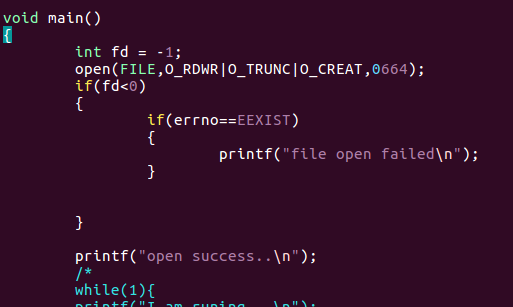 void main()
{
        int fd = -1;
        open(FILE,O_RDWR|O_TRUNC|O_CREAT,0664);
        if(fd<0)
        {
                if(errno==EEXIST)
                {
                        printf("file open failed\n");
                }


        }

        printf("open success..\n");
        /*
        while(1){
        printf("I am runing...\n");